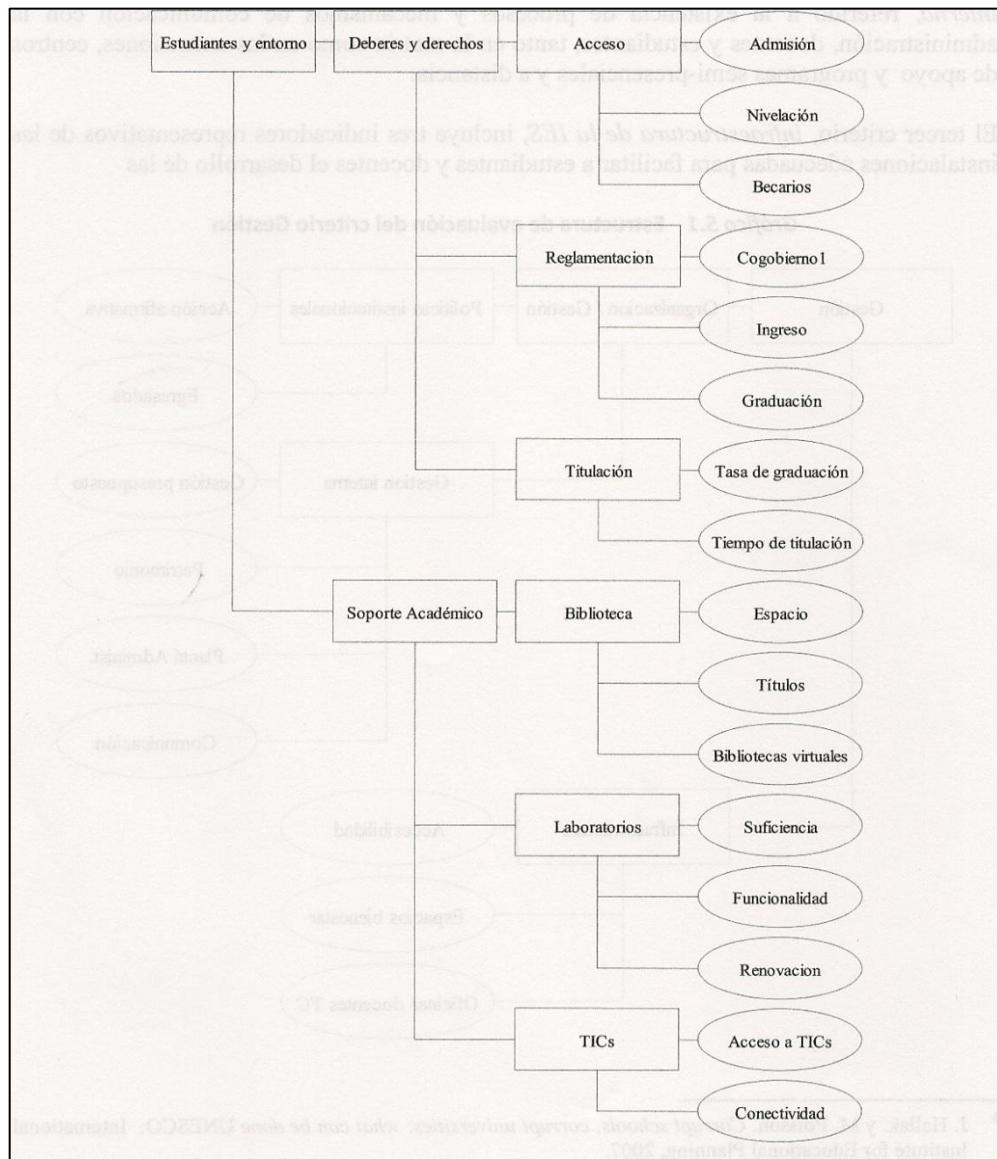 Estudiantes y entorno
Deberes y derechos
Acceso
Admisión
Nivelación
Becarios
Reglamentacion
Cogobierno1
Ingreso
Graduación
Titulación
Tasa de graduación
Tiempo de titulación
Soporte Académico
Biblioteca
Espacio
Títulos
Bibliotecas virtuales
Laboratorios
Suficiencia
Funcionalidad
Renovacion
TICs
Acceso a TICs
Conectividad